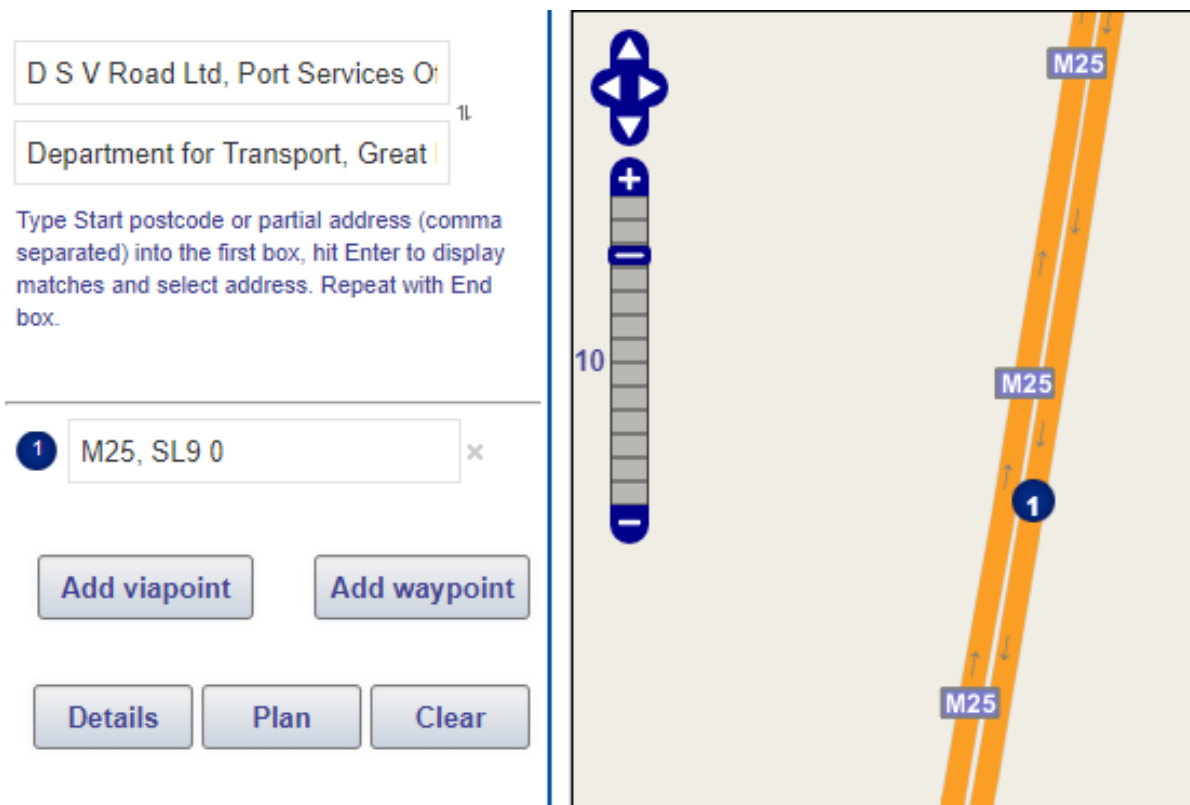 D S V Road Ltd, Port Services Of
Department for Transport, Great
Type Start postcode or partial address (comma
separated) into the first box, hit Enter to display
matches and select address. Repeat with End
box.
1
M25, SL9 0
×
Add viapoint
Add waypoint
Details
Plan
Clear
M25
+
10
M25
1
M25
−